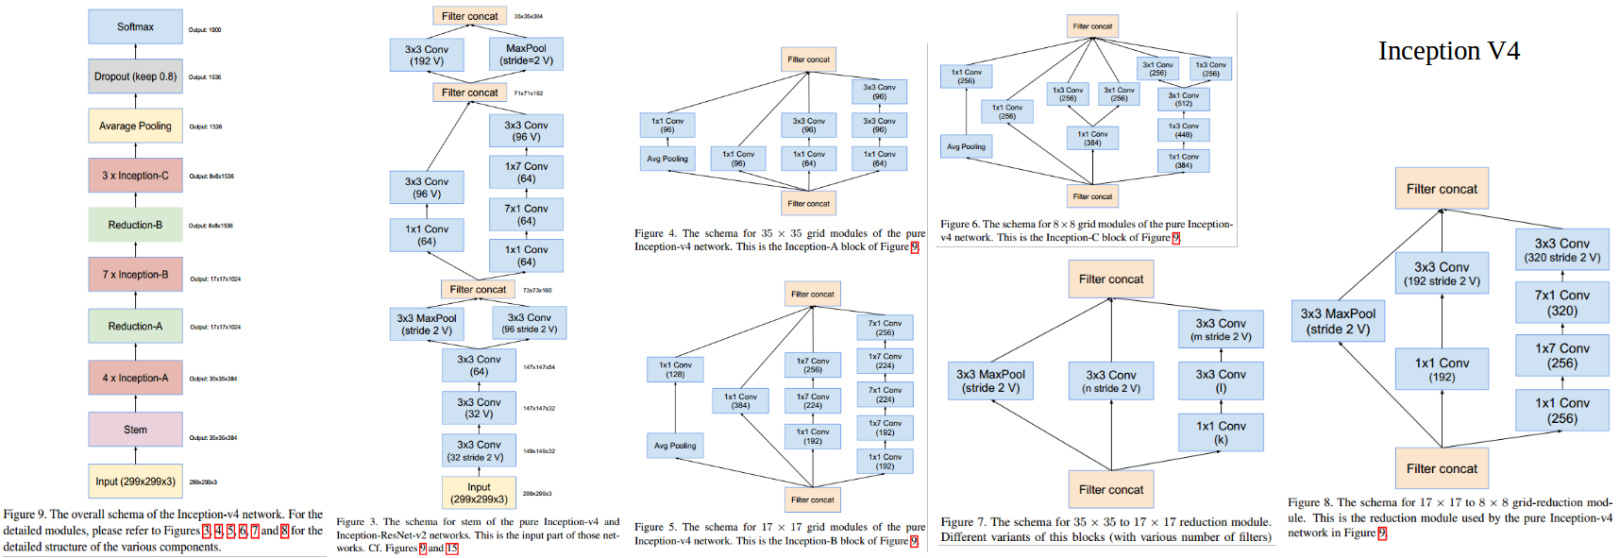 Softmax
Output: 1000
Dropout (keep 0.8)
Output: 1536
Avarage Pooling
Output: 1536
3 x Inception-C
Output: 8x8x1536
Reduction-B
Output: 8x8x1536
7 x Inception-B
Output: 17x17x1024
Reduction-A
Output: 17x17x1024
4 x Inception-A
Output: 35x35x384
Stem
Output: 35x35x384
Input (299x299x3)
299x299x3
Figure 9. The overall schema of the Inception-v4 network. For the
detailed modules, please refer to Figures 3, 4, 5, 6, 7 and 8 for the
detailed structure of the various components.
Filter concat
35x35x384
3x3 Conv
(192 V)
MaxPool
(stride=2 V)
Filter concat
71x71x192
3x3 Conv
(96 V)
1x7 Conv
(64)
3x3 Conv
(96 V)
7x1 Conv
(64)
1x1 Conv
(64)
1x1 Conv
(64)
Filter concat
73x73x160
3x3 MaxPool
(stride 2 V)
3x3 Conv
(96 stride 2 V)
3x3 Conv
(64)
147x147x64
3x3 Conv
(32 V)
147x147x32
3x3 Conv
(32 stride 2 V)
149x149x32
Input
(299x299x3)
299x299x3
Figure 3. The schema for stem of the pure Inception-v4 and
Inception-ResNet-v2 networks. This is the input part of those net-
works. Cf. Figures 9 and 15
Filter concat
3x3 Conv
(96)
1x1 Conv
(96)
3x3 Conv
(96)
3x3 Conv
(96)
Avg Pooling
1x1 Conv
(96)
1x1 Conv
(64)
1x1 Conv
(64)
Filter concat
Figure 4. The schema for 35 × 35 grid modules of the pure
Inception-v4 network. This is the Inception-A block of Figure 9.
Filter concat
7x1 Conv
(256)
1x1 Conv
(128)
1x7 Conv
(256)
1x7 Conv
(224)
1x1 Conv
(384)
1x7 Conv
(224)
7x1 Conv
(224)
Avg Pooling
1x1 Conv
(192)
1x7 Conv
(192)
1x1 Conv
(192)
Filter concat
Figure 5. The schema for 17 × 17 grid modules of the pure
Inception-v4 network. This is the Inception-B block of Figure 9.
Filter concat
1x1 Conv
(256)
3x1 Conv
(256)
1x3 Conv
(256)
1x1 Conv
(256)
1x3 Conv
(256)
3x1 Conv
(256)
3x1 Conv
(512)
1x3 Conv
(448)
Avg Pooling
1x1 Conv
(384)
1x1 Conv
(384)
Filter concat
Figure 6. The schema for 8 × 8 grid modules of the pure Inception-
v4 network. This is the Inception-C block of Figure 9.
Filter concat
3x3 Conv
(m stride 2 V)
3x3 MaxPool
(stride 2 V)
3x3 Conv
(n stride 2 V)
3x3 Conv
(l)
1x1 Conv
(k)
Filter concat
Figure 7. The schema for 35 × 35 to 17 × 17 reduction module.
Different variants of this blocks (with various number of filters)
Inception V4
Filter concat
3x3 Conv
(320 stride 2 V)
3x3 Conv
(192 stride 2 V)
7x1 Conv
(320)
3x3 MaxPool
(stride 2 V)
1x7 Conv
(256)
1x1 Conv
(192)
1x1 Conv
(256)
Filter concat
Figure 8. The schema for 17 × 17 to 8 × 8 grid-reduction mod-
ule. This is the reduction module used by the pure Inception-v4
network in Figure 9.